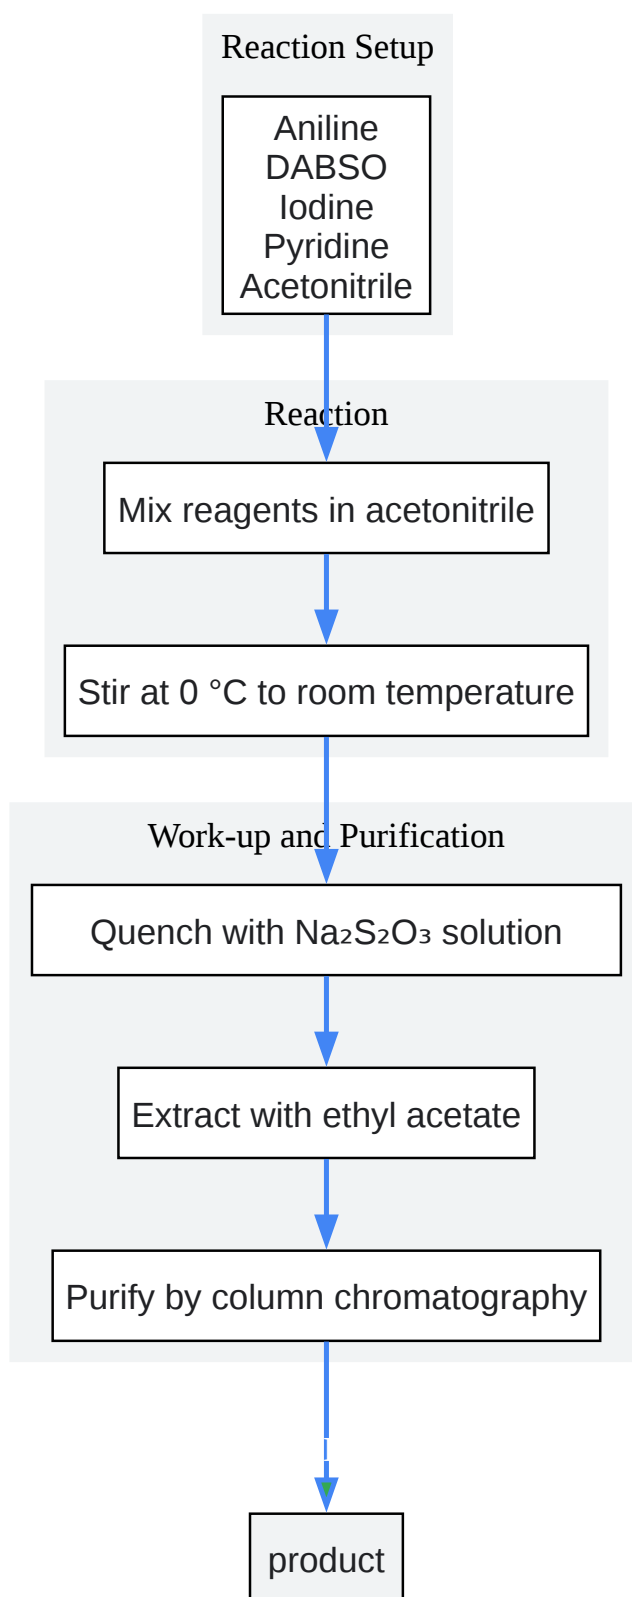 Reaction Setup
Aniline
DABSO
Iodine
Pyridine
Acetonitrile
Reaction
Mix reagents in acetonitrile
Stir at 0 °C to room temperature
Work-up and Purification
Quench with Na₂S₂O₃ solution
Extract with ethyl acetate
Purify by column chromatography
product